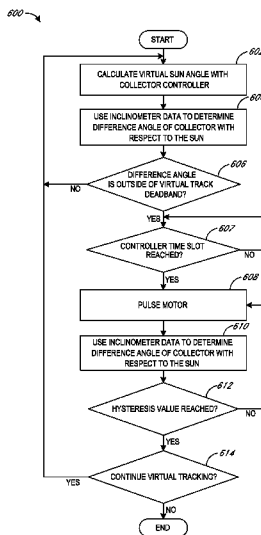 600
START
602
CALCULATE VIRTUAL SUN ANGLE WITH
COLLECTOR CONTROLLER
USE INCLINOMETER DATA TO DETERMINE
DIFFERENCE ANGLE OF COLLECTOR WITH
RESPECT TO THE SUN
606
DIFFERENCE ANGLE
IS OUTSIDE OF VIRTUAL TRACK
DEADBAND?
NO
YES
607
CONTROLLER TIME SLOT
REACHED?
NO
YES
608
PULSE MOTOR
610
USE INCLINOMETER DATA TO DETERMINE
DIFFERENCE ANGLE OF COLLECTOR WITH
RESPECT TO THE SUN
612
HYSTERESIS VALUE REACHED?
NO
YES
614
CONTINUE VIRTUAL TRACKING?
YES
NO
END